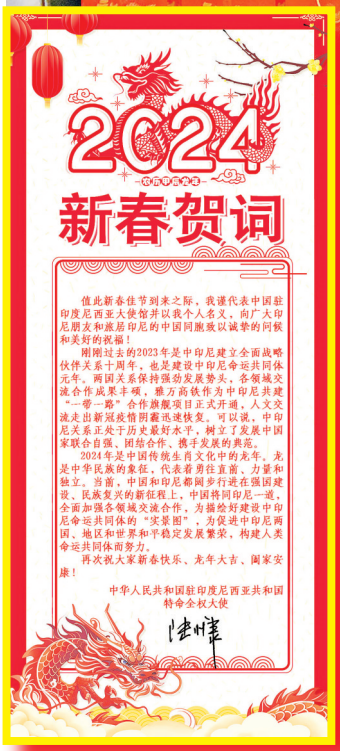 2024
农历甲辰龙年
新春贺词
值此新春佳节到来之际，我谨代表中国驻
印度尼西亚大使馆并以我个人名义，向广大印
尼朋友和旅居印尼的中国同胞致以诚挚的问候
和美好的祝福！
刚刚过去的2023年是中印尼建立全面战略
伙伴关系十周年，也是建设中印尼命运共同体
元年。两国关系保持强劲发展势头，各领域交
流合作成果丰硕，雅万高铁作为中印尼共建
“一带一路”合作旗舰项目正式开通，人文交
流走出新冠疫情阴霾迅速恢复。可以说，中印
尼关系正处于历史最好水平，树立了发展中国
家联合自强、团结合作、携手发展的典范。
2024年是中国传统生肖文化中的龙年。龙
是中华民族的象征，代表着勇往直前、力量和
独立。当前，中国和印尼都阔步行进在强国建
设、民族复兴的新征程上，中国将同印尼一道，
全面加强各领域交流合作，为描绘好建设中印
尼命运共同体的“实景图”，为促进中印尼两
国、地区和世界和平稳定发展繁荣，构建人类
命运共同体而努力。
再次祝大家新春快乐、龙年大吉、阖家安
康！
中华人民共和国驻印度尼西亚共和国
特命全权大使
陆慷